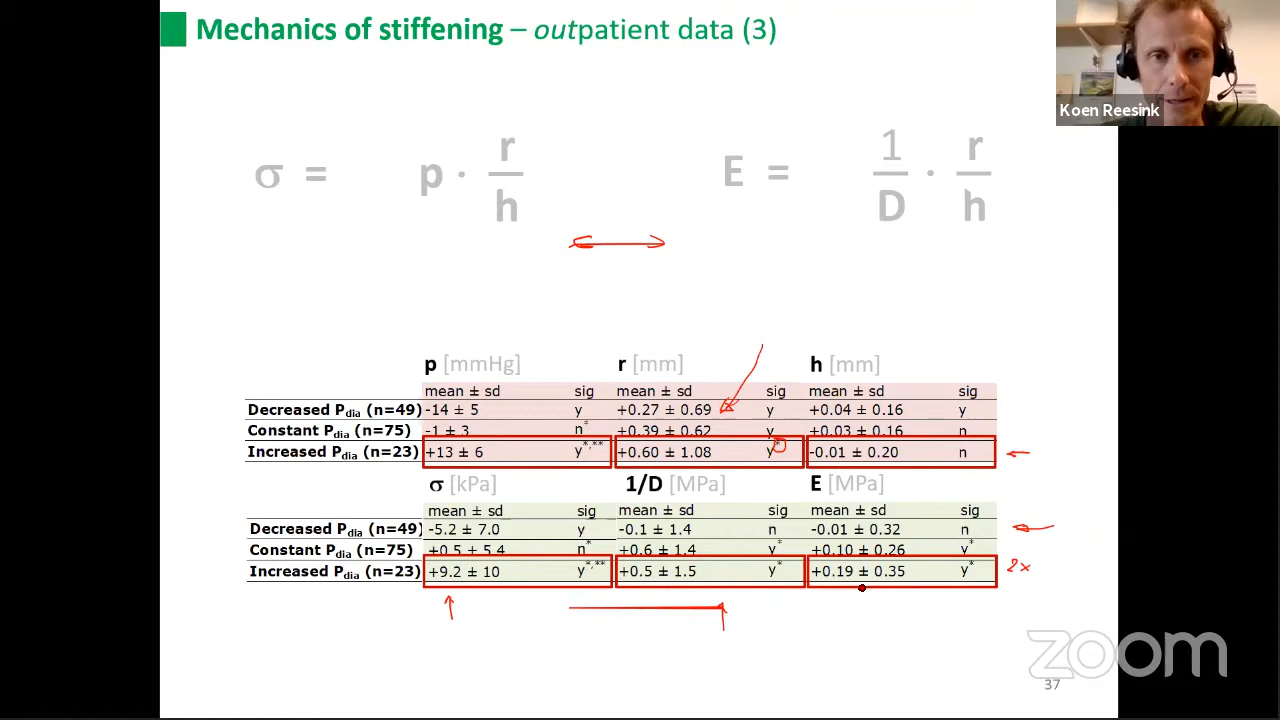 Mechanics of stiffening – outpatient data (3)
Koen Reesink
σ = p · r/h
E = 1/D · r/h
p [mmHg] r [mm] h [mm]
mean ± sd sig mean ± sd sig mean ± sd sig
Decreased Pdia (n=49) -14 ± 5 y +0.27 ± 0.69 y +0.04 ± 0.16 y
Constant Pdia (n=75) -1 ± 3 n* +0.39 ± 0.62 y +0.03 ± 0.16 n
Increased Pdia (n=23) +13 ± 6 y*,** +0.60 ± 1.08 y* -0.01 ± 0.20 n
σ [kPa] 1/D [MPa] E [MPa]
mean ± sd sig mean ± sd sig mean ± sd sig
Decreased Pdia (n=49) -5.2 ± 7.0 y -0.1 ± 1.4 n -0.01 ± 0.32 n
Constant Pdia (n=75) +0.5 ± 5.4 n* +0.6 ± 1.4 y* +0.10 ± 0.26 y*
Increased Pdia (n=23) +9.2 ± 10 y*,** +0.5 ± 1.5 y* +0.19 ± 0.35 y* 2x
zoom
37